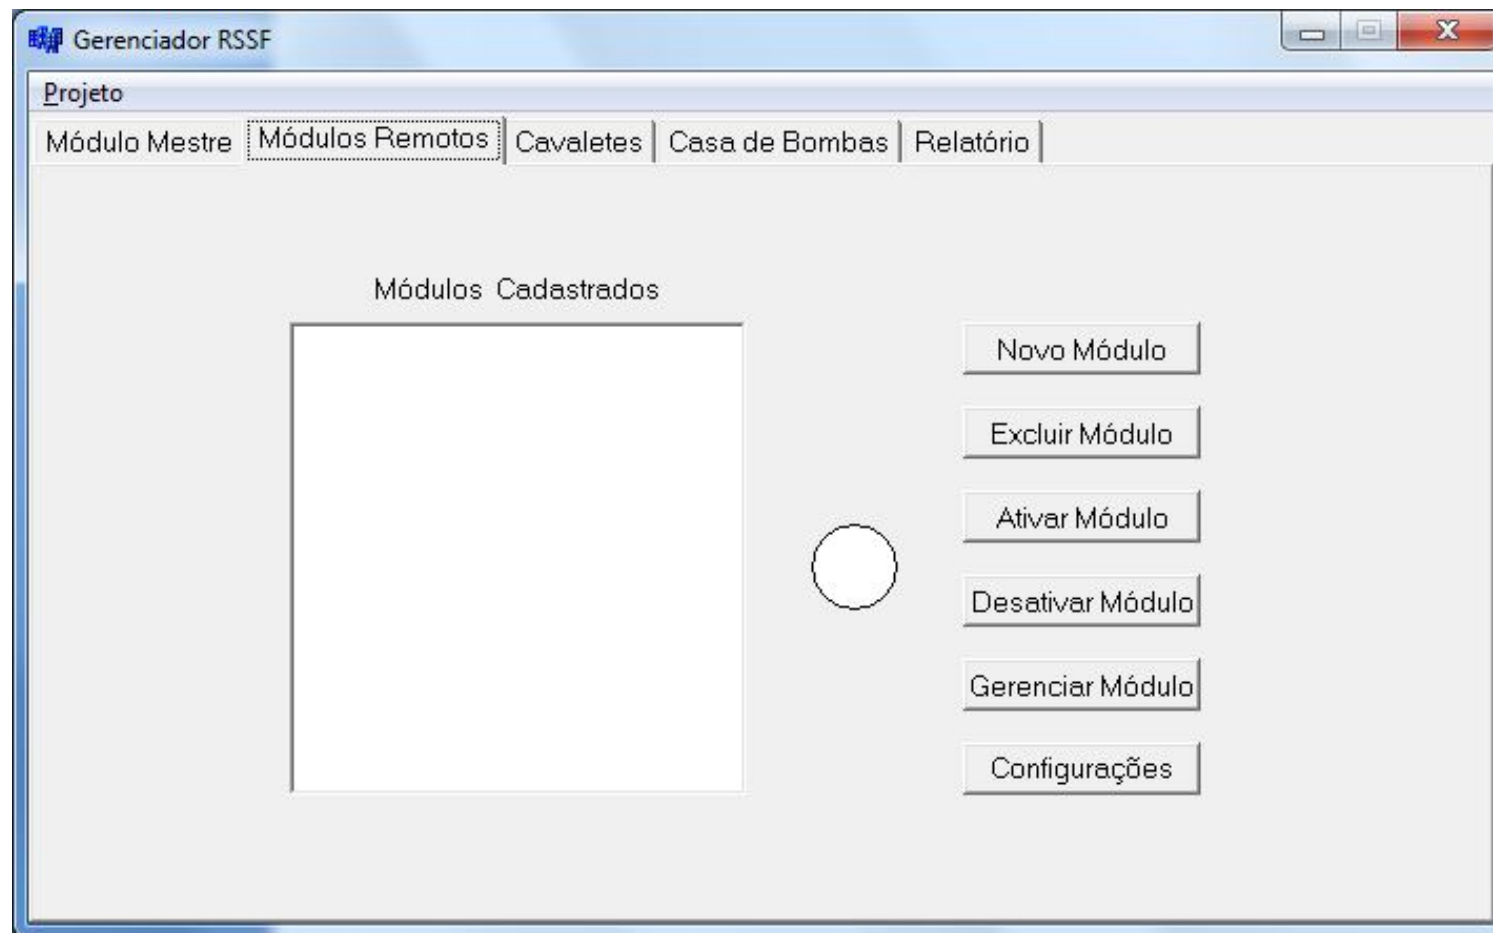 Gerenciador RSSF
Projeto
Módulo Mestre Módulos Remotos Cavaletes Casa de Bombas Relatório
Módulos Cadastrados
Novo Módulo
Excluir Módulo
Ativar Módulo
Desativar Módulo
Gerenciar Módulo
Configurações